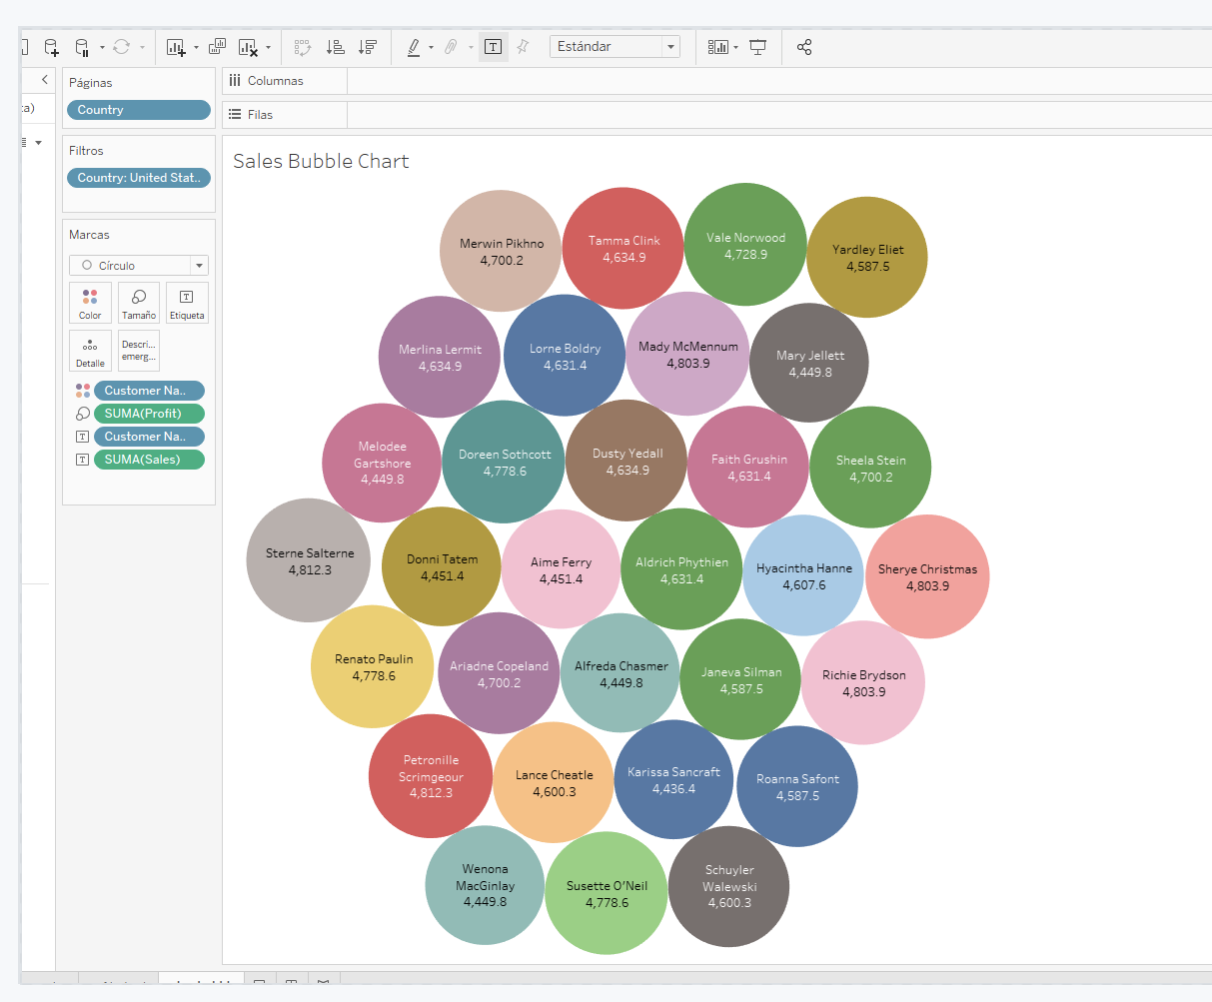 Estándar
Páginas
Columnas
Country
Filas
Filtros
Country: United Stat..
Sales Bubble Chart
Marcas
Círculo
Color
Tamaño
Etiqueta
Detalle
Descri...
emerg...
Customer Na..
SUMA(Profit)
Customer Na..
SUMA(Sales)
Merwin Pikhno
4,700.2
Tamma Clink
4,634.9
Vale Norwood
4,728.9
Yardley Eliet
4,587.5
Merlina Lermit
4,634.9
Lorne Boldry
4,631.4
Mady McMennum
4,803.9
Mary Jellett
4,449.8
Melodee
Gartshore
4,449.8
Doreen Sothcott
4,778.6
Dusty Yedall
4,634.9
Faith Grushin
4,631.4
Sheela Stein
4,700.2
Sterne Salterne
4,812.3
Donni Tatem
4,451.4
Aime Ferry
4,451.4
Aldrich Phythien
4,631.4
Hyacintha Hanne
4,607.6
Sherye Christmas
4,803.9
Renato Paulin
4,778.6
Ariadne Copeland
4,700.2
Alfreda Chasmer
4,449.8
Janeva Silman
4,587.5
Richie Brydson
4,803.9
Petronille
Scrimgeour
4,812.3
Lance Cheatle
4,600.3
Karissa Sancraft
4,436.4
Roanna Safont
4,587.5
Wenona
MacGinlay
4,449.8
Susette O'Neil
4,778.6
Schuyler
Walewski
4,600.3